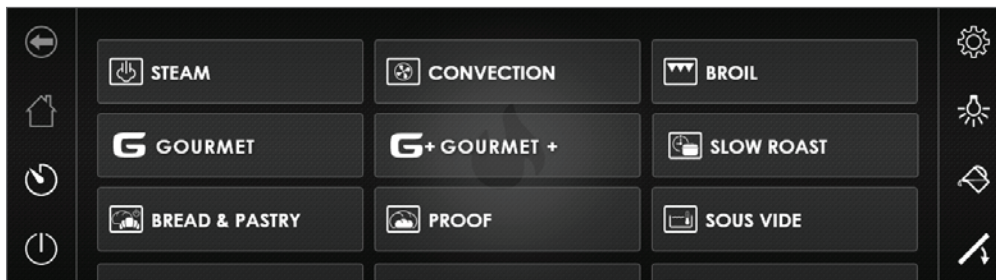 STEAM
CONVECTION
BROIL
G GOURMET
G+ GOURMET +
SLOW ROAST
BREAD & PASTRY
PROOF
SOUS VIDE